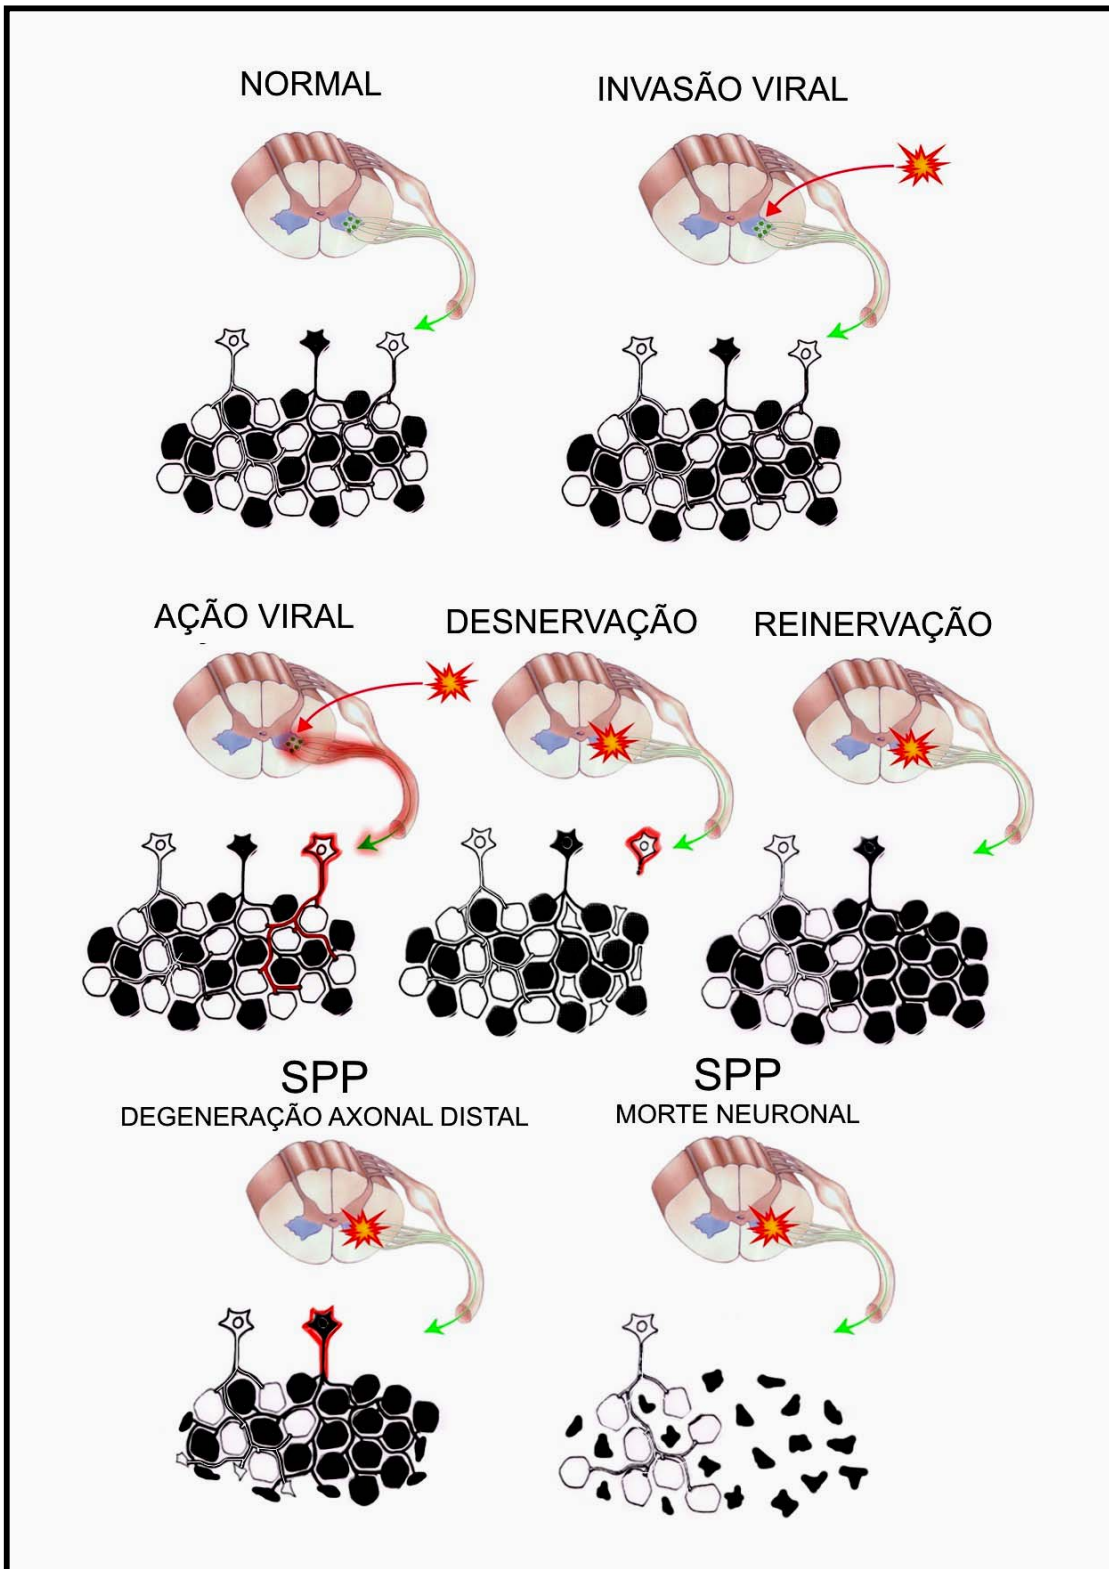 NORMAL
INVASÃO VIRAL
AÇÃO VIRAL
DESNERVAÇÃO
REINERVAÇÃO
SPP
DEGENERAÇÃO AXONAL DISTAL
SPP
MORTE NEURONAL